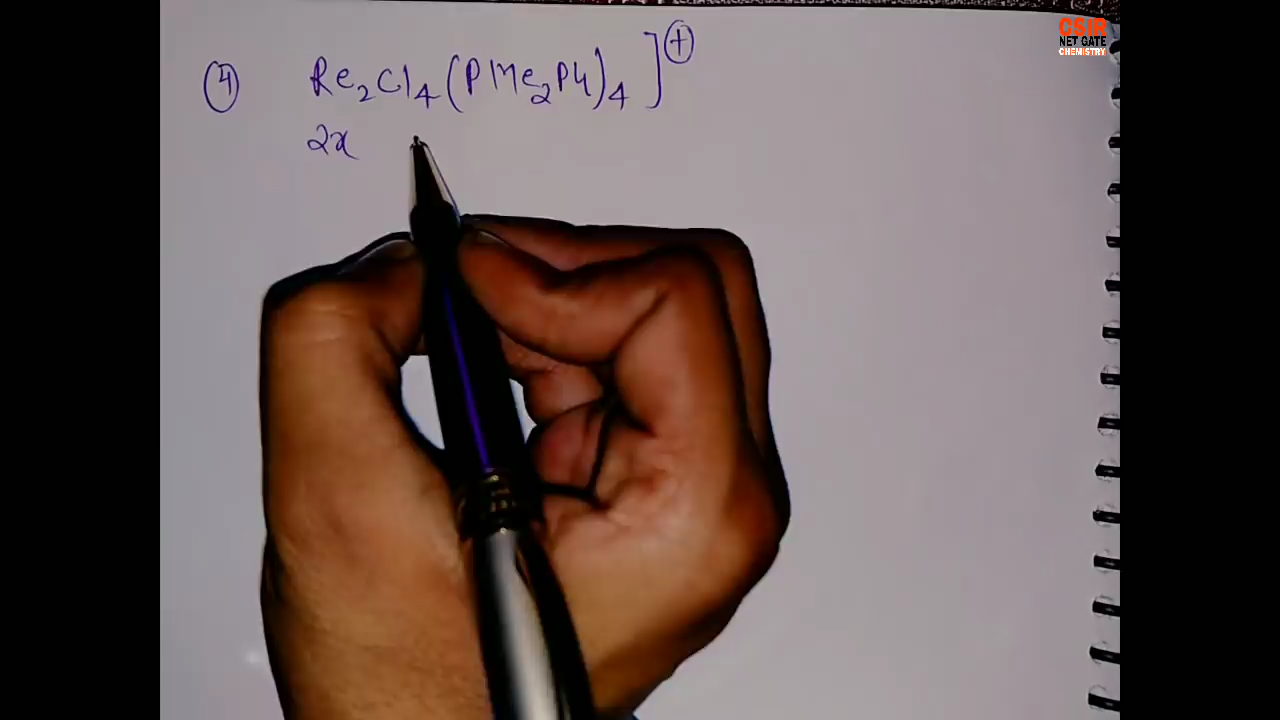 CSIR
NET GATE
CHEMISTRY
④ Re₂Cl₄(PMe₂Ph)₄]⊕
2x